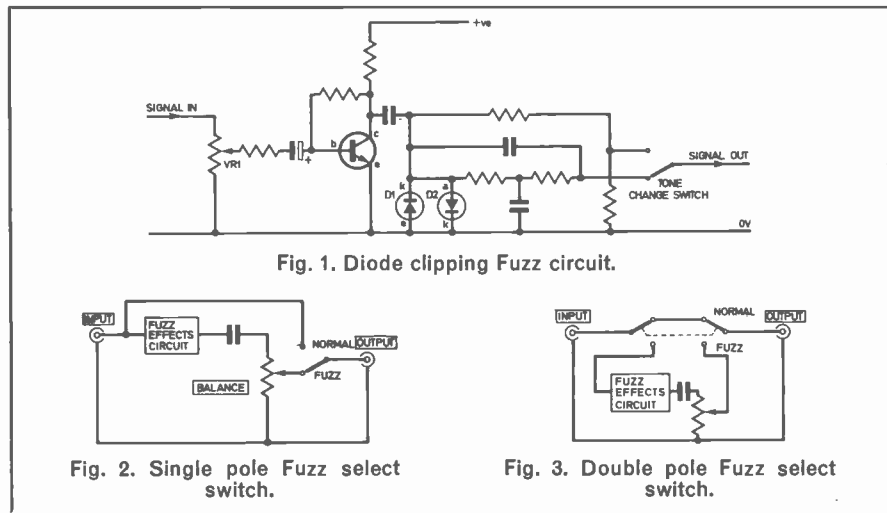 +ve
SIGNAL IN
VR1
+
b
c
e
k
D1
e
a
D2
k
SIGNAL OUT
TONE
CHANGE SWITCH
0V
Fig. 1. Diode clipping Fuzz circuit.
INPUT
FUZZ
EFFECTS
CIRCUIT
BALANCE
NORMAL
OUTPUT
FUZZ
Fig. 2. Single pole Fuzz select
switch.
INPUT
NORMAL
OUTPUT
FUZZ
FUZZ
EFFECTS
CIRCUIT
Fig. 3. Double pole Fuzz select
switch.